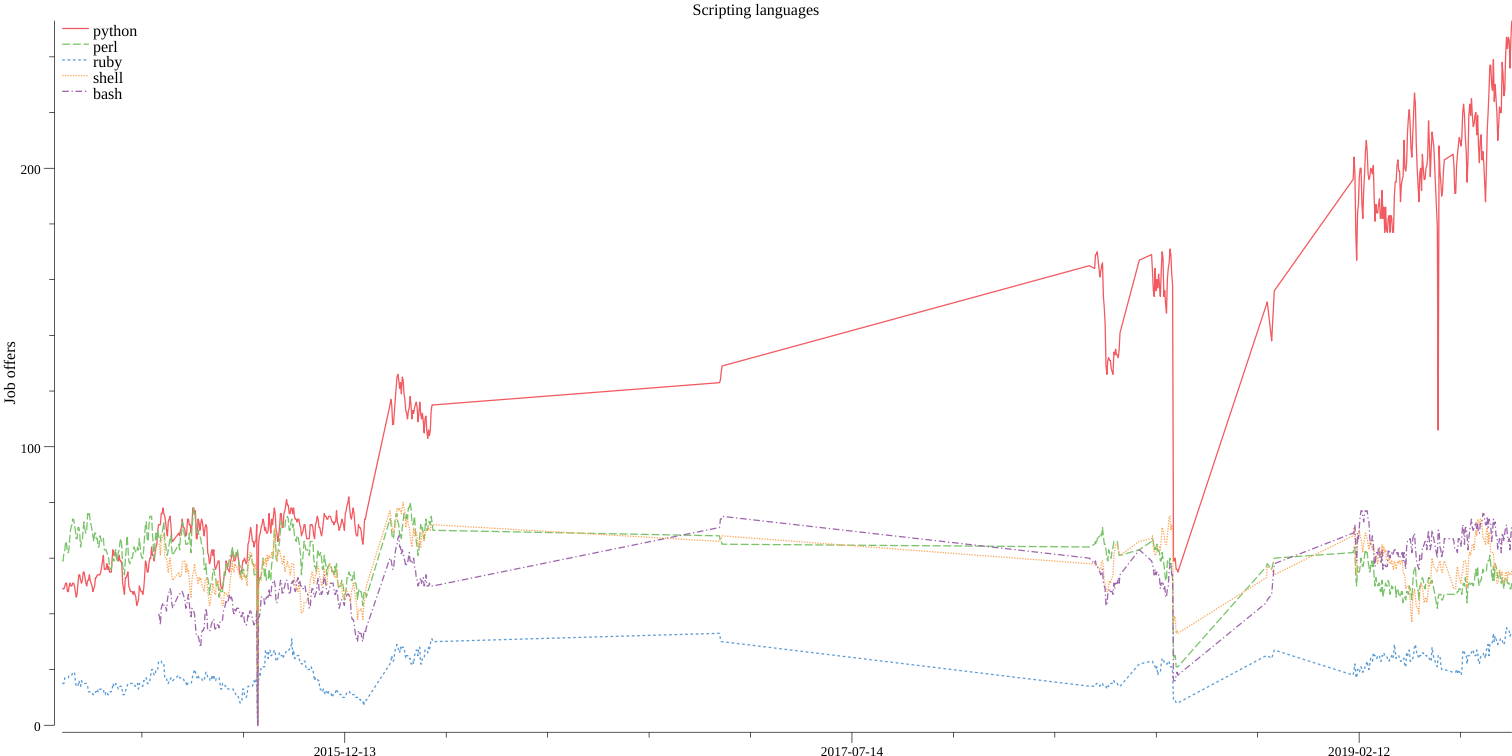 Scripting languages
python
perl
ruby
shell
bash
200
Job offers
100
0
2015-12-13
2017-07-14
2019-02-12